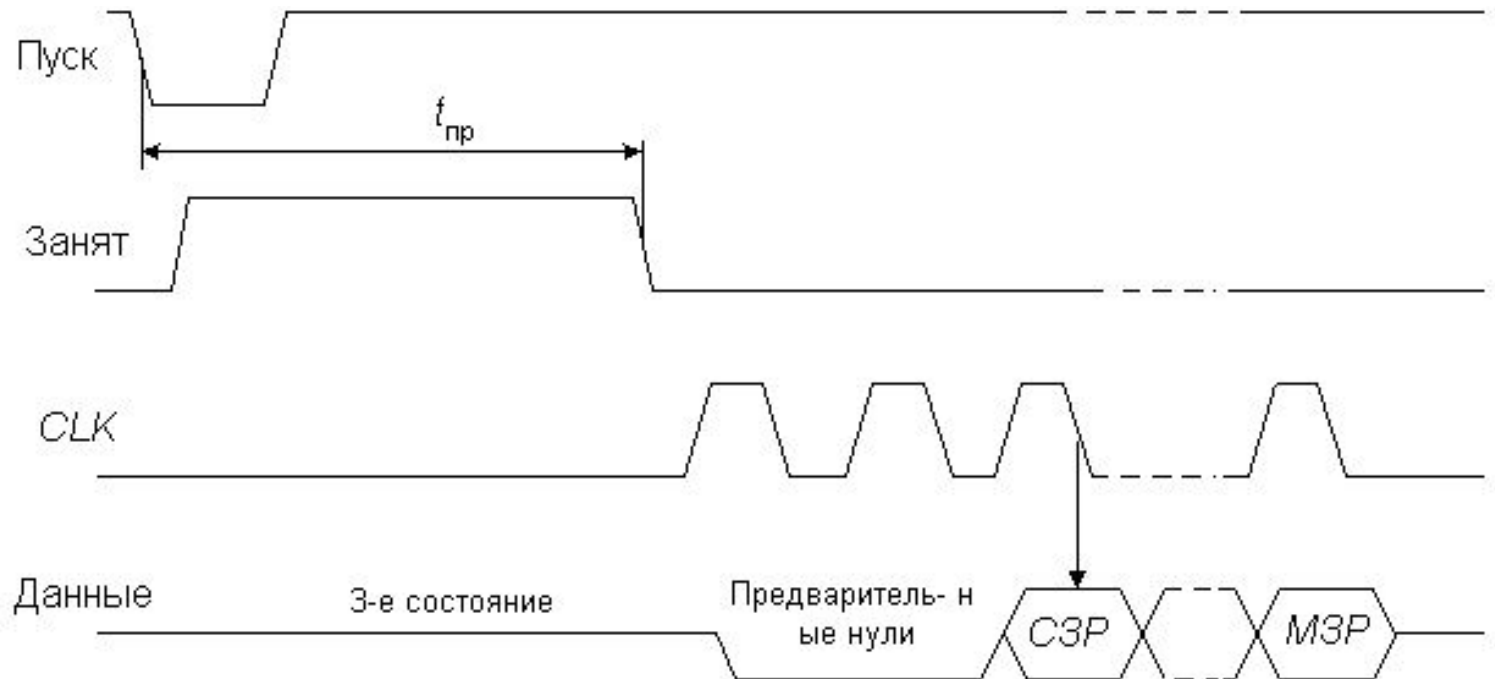 Пуск
tпр
Занят
CLK
Данные
3-е состояние
Предваритель- н
ые нули
СЗР
МЗР